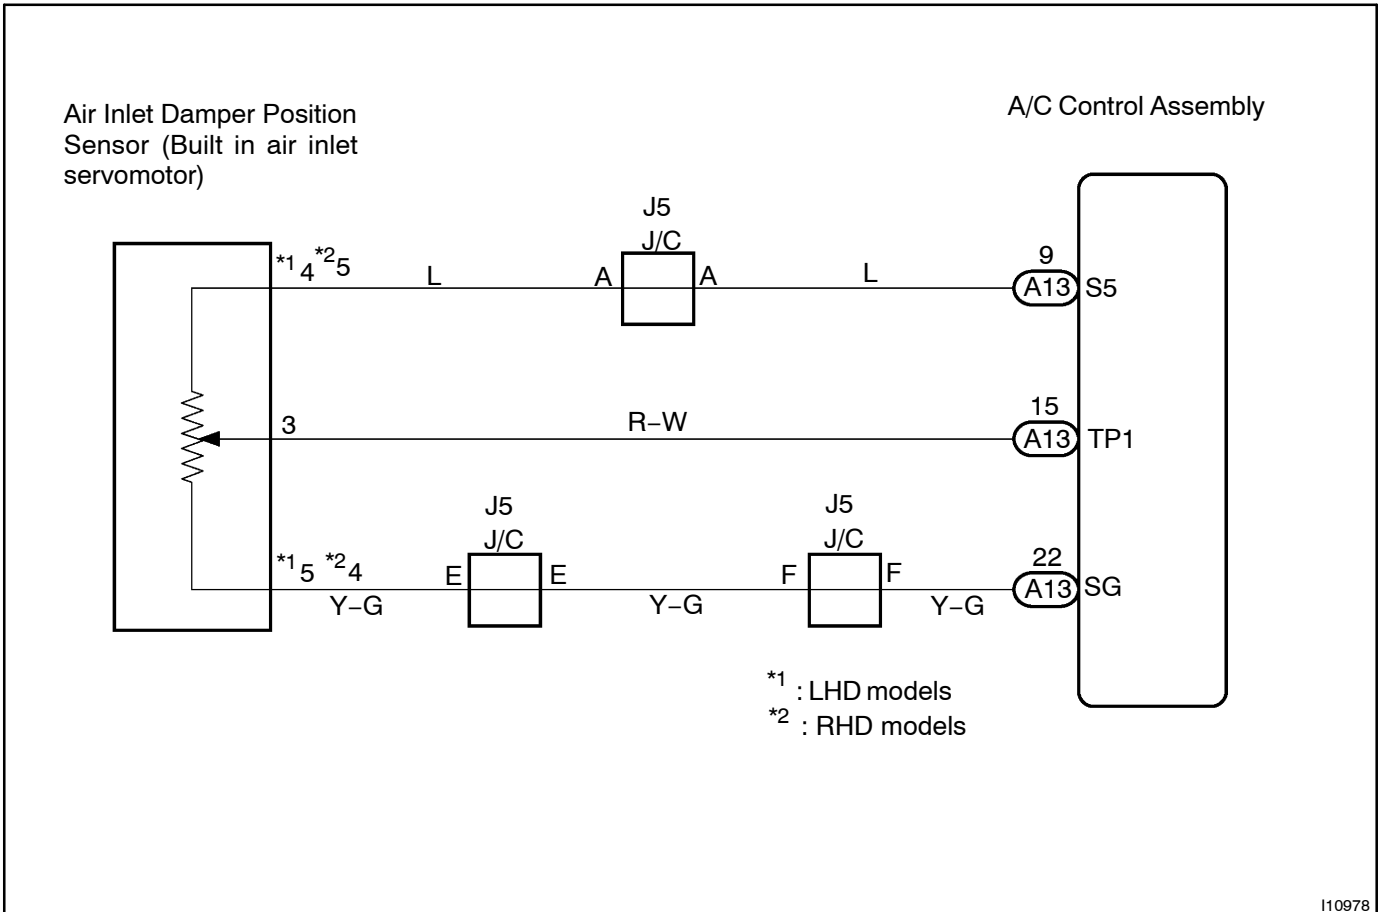 Air Inlet Damper Position
Sensor (Built in air inlet
servomotor)
A/C Control Assembly
J5
J/C
*1 4 *2 5
L
A
A
L
9
A13
S5
3
R–W
15
A13
TP1
J5
J/C
J5
J/C
*1 5 *2 4
Y–G
E
E
Y–G
F
F
Y–G
22
A13
SG
*1 : LHD models
*2 : RHD models
I10978